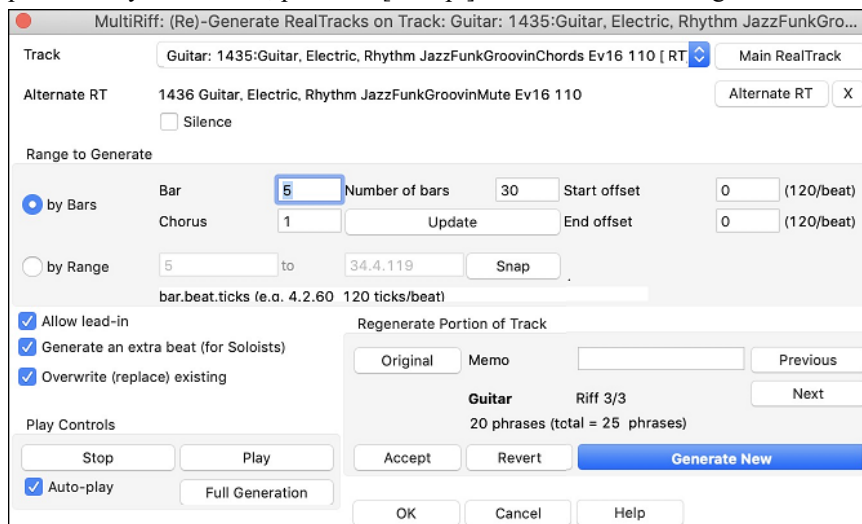 MultiRiff: (Re)-Generate RealTracks on Track: Guitar: 1435:Guitar, Electric, Rhythm JazzFunkGro...
Track Guitar: 1435:Guitar, Electric, Rhythm JazzFunkGroovinChords Ev16 110 [ RT Main RealTrack
Alternate RT 1436 Guitar, Electric, Rhythm JazzFunkGroovinMute Ev16 110 Alternate RT X
Silence
Range to Generate
by Bars Bar 5 Number of bars 30 Start offset 0 (120/beat)
Chorus 1 Update End offset 0 (120/beat)
by Range 5 to 34.4.119 Snap .
bar.beat.ticks (e.g. 4.2.60 120 ticks/beat)
Allow lead-in
Generate an extra beat (for Soloists)
Overwrite (replace) existing
Regenerate Portion of Track
Original Memo Previous
Guitar Riff 3/3 Next
20 phrases (total = 25 phrases)
Play Controls
Stop Play Accept Revert Generate New
Auto-play Full Generation
OK Cancel Help